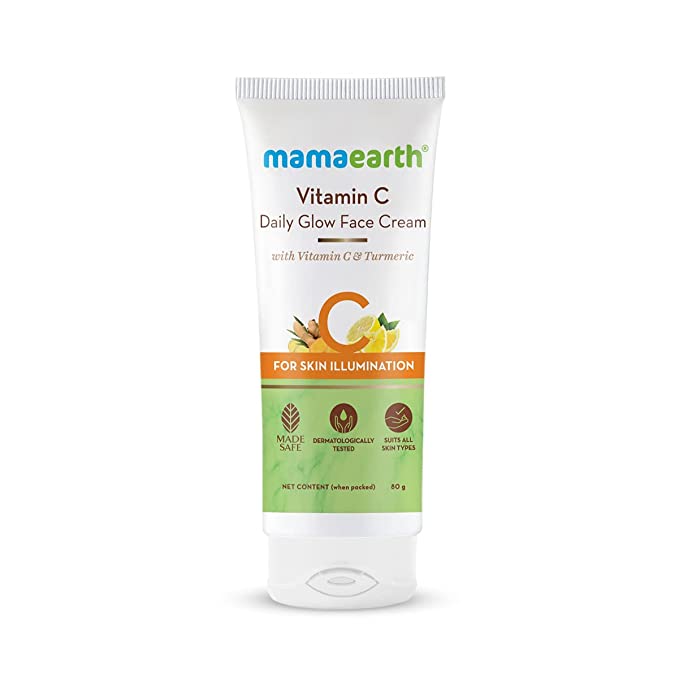 mamaearth®
Vitamin C
Daily Glow Face Cream
with Vitamin C & Turmeric
C
FOR SKIN ILLUMINATION
MADE SAFE
DERMATOLOGICALLY TESTED
SUITS ALL SKIN TYPES
NET CONTENT (when packed) 80 g